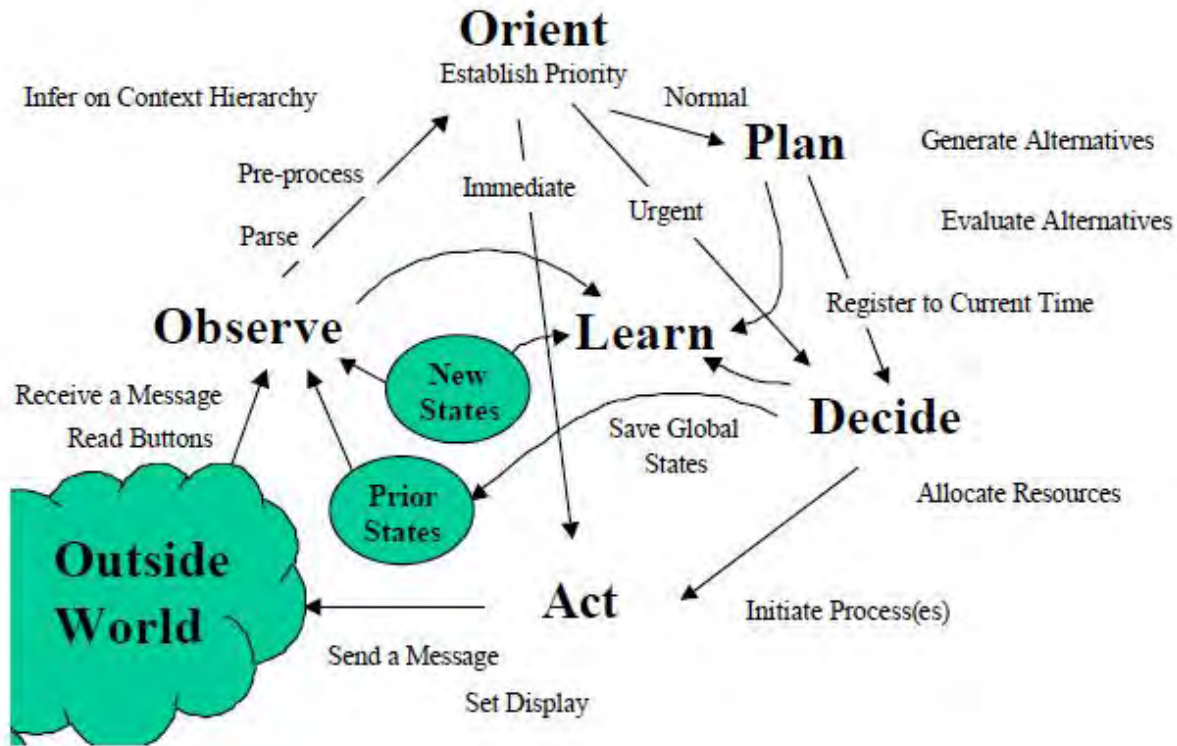 Orient
Establish Priority
Infer on Context Hierarchy
Normal
Plan
Generate Alternatives
Pre-process
Immediate
Urgent
Evaluate Alternatives
Parse
Register to Current Time
Observe
Learn
New
States
Receive a Message
Read Buttons
Decide
Save Global
States
Prior
States
Allocate Resources
Outside
World
Act
Initiate Process(es)
Send a Message
Set Display